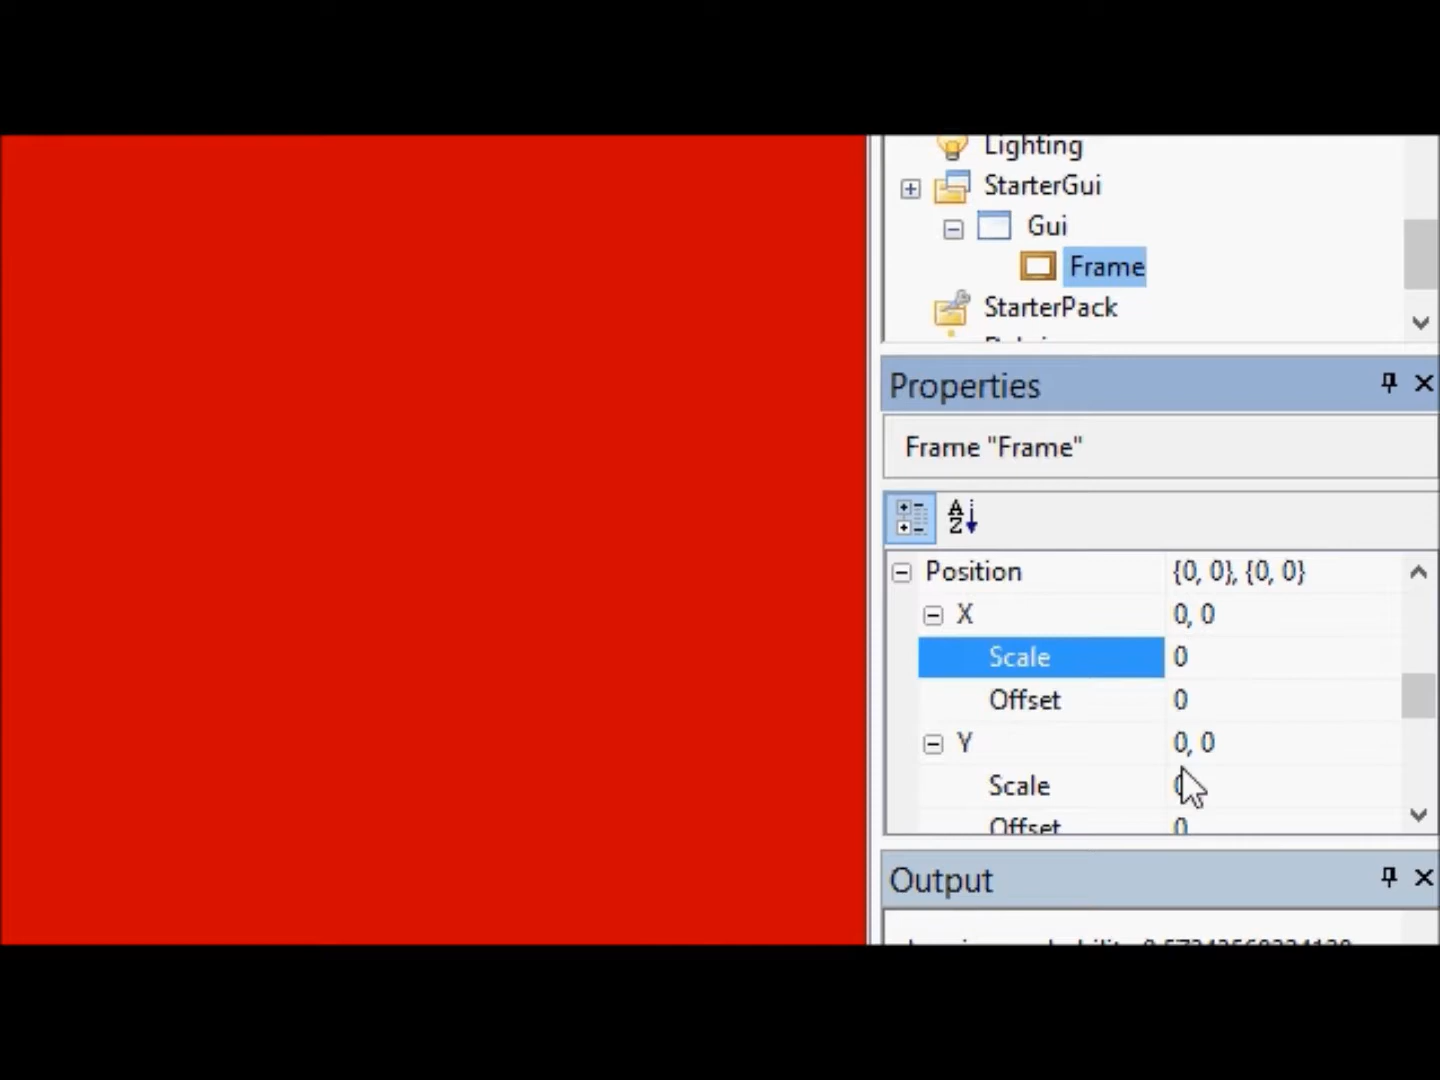 Lighting
StarterGui
Gui
Frame
StarterPack
Properties
Frame "Frame"
A
Z
Position {0, 0}, {0, 0}
X 0, 0
Scale 0
Offset 0
Y 0, 0
Scale
Offset 0
Output